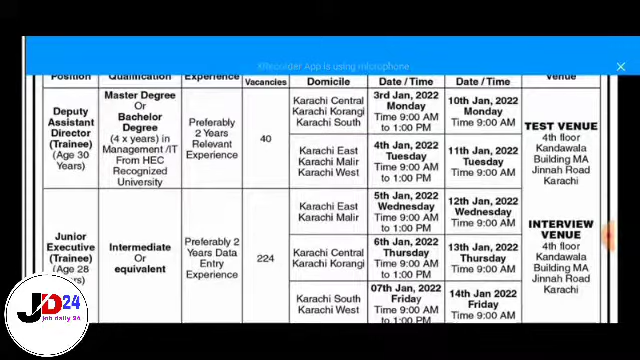 Recorder App is using microphone
Position
Qualification
Experience
Vacancies
Domicile
Date / Time
Date / Time
Venue
Deputy
Assistant
Director
(Trainee)
(Age 30
Years)
Master Degree
Or
Bachelor
Degree
(4 x years) in
Management /IT
From HEC
Recognized
University
Preferably
2 Years
Relevant
Experience
40
Karachi Central
Karachi Korangi
Karachi South
3rd Jan, 2022
Monday
Time 9:00 AM
to 1:00 PM
10th Jan, 2022
Monday
Time 9:00 AM
Karachi East
Karachi Malir
Karachi West
4th Jan, 2022
Tuesday
Time 9:00 AM
to 1:00 PM
11th Jan, 2022
Tuesday
Time 9:00 AM
TEST VENUE
4th floor
Kandawala
Building MA
Jinnah Road
Karachi
Junior
Executive
(Trainee)
(Age 28
Intermediate
Or
equivalent
Preferably 2
Years Data
Entry
Experience
224
Karachi East
Karachi Malir
5th Jan, 2022
Wednesday
Time 9:00 AM
to 1:00 PM
12th Jan, 2022
Wednesday
Time 9:00 AM
Karachi Central
Karachi Korangi
6th Jan, 2022
Thursday
Time 9:00 AM
to 1:00 PM
13th Jan, 2022
Thursday
Time 9:00 AM
Karachi South
Karachi West
07th Jan, 2022
Friday
Time 9:00 AM
to 1:00 PM
14th Jan, 2022
Friday
Time 9:00 AM
INTERVIEW
VENUE
4th floor
Kandawala
Building MA
Jinnah Road
Karachi
JD24
job daily 24